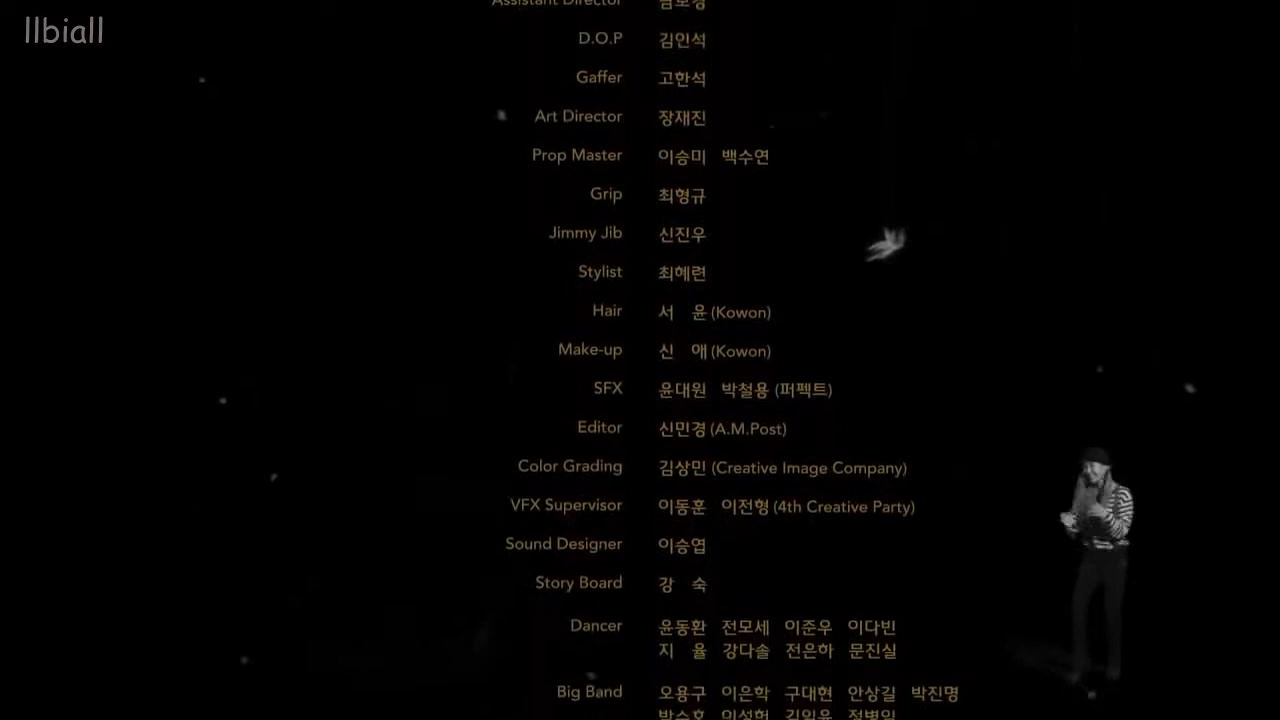 llbiall
Assistant Director
D.O.P 김인석
Gaffer 고한석
Art Director 장재진
Prop Master 이승미 백수연
Grip 최형규
Jimmy Jib 신진우
Stylist 최혜련
Hair 서 윤 (Kowon)
Make-up 신 애 (Kowon)
SFX 윤대원 박철용 (퍼펙트)
Editor 신민경 (A.M.Post)
Color Grading 김상민 (Creative Image Company)
VFX Supervisor 이동훈 이전형 (4th Creative Party)
Sound Designer 이승엽
Story Board 강 숙
Dancer 윤동환 전모세 이준우 이다빈
지 율 강다솔 전은하 문진실
Big Band 오용구 이은학 구대현 안상길 박진명